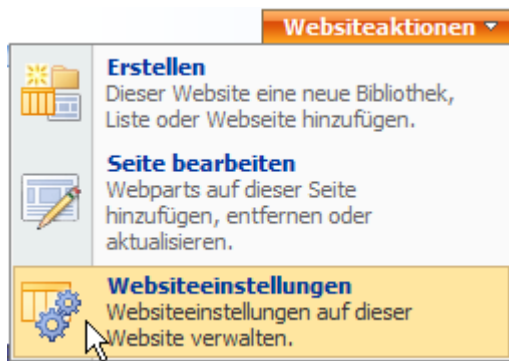 Websiteaktionen
Erstellen
Dieser Website eine neue Bibliothek,
Liste oder Webseite hinzufügen.
Seite bearbeiten
Webparts auf dieser Seite
hinzufügen, entfernen oder
aktualisieren.
Websiteeinstellungen
Websiteeinstellungen auf dieser
Website verwalten.